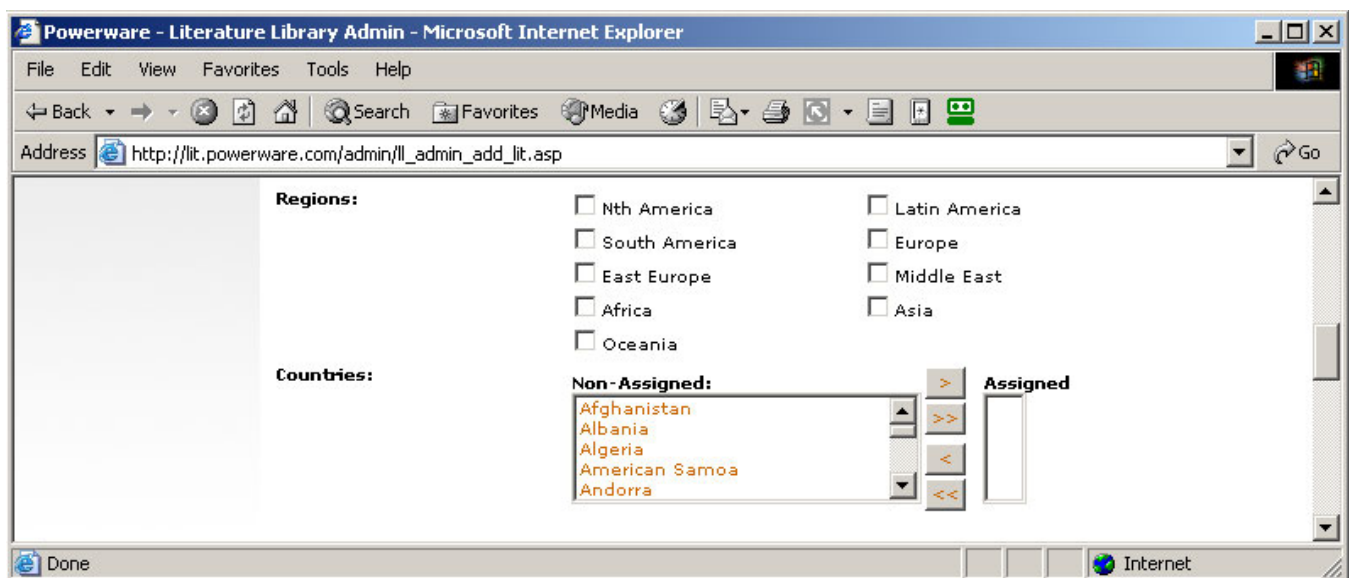 Powerware - Literature Library Admin - Microsoft Internet Explorer
File Edit View Favorites Tools Help
Back Search Favorites Media
Address http://lit.powerware.com/admin/ll_admin_add_lit.asp Go
Regions:
Nth America Latin America
South America Europe
East Europe Middle East
Africa Asia
Oceania
Countries:
Non-Assigned: > Assigned
Afghanistan
Albania >>
Algeria
American Samoa <
Andorra <<
Done Internet